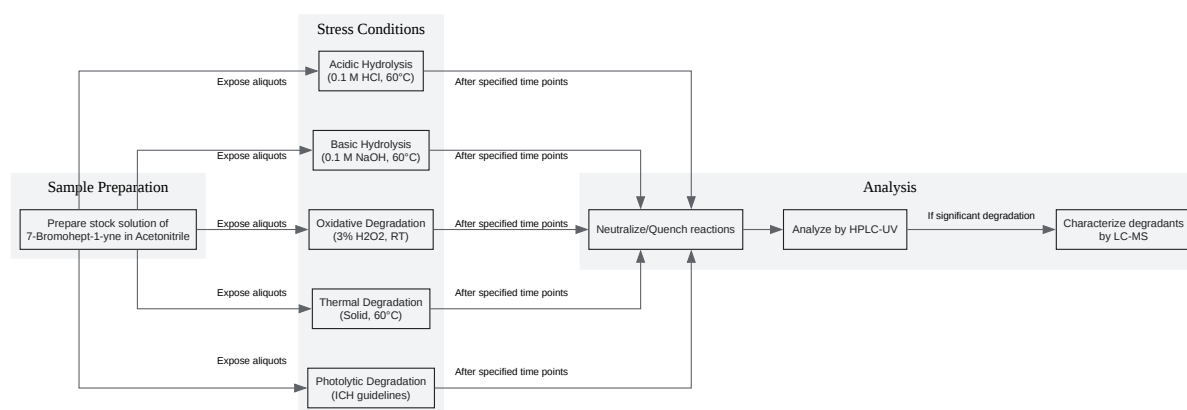 Stress Conditions
Acidic Hydrolysis
(0.1 M HCl, 60°C)
Expose aliquots
After specified time points
Basic Hydrolysis
(0.1 M NaOH, 60°C)
Expose aliquots
After specified time points
Sample Preparation
Analysis
Prepare stock solution of
7-Bromohept-1-yne in Acetonitrile
Expose aliquots
Oxidative Degradation
(3% H2O2, RT)
After specified time points
Neutralize/Quench reactions
Analyze by HPLC-UV
If significant degradation
Characterize degradants
by LC-MS
Expose aliquots
Thermal Degradation
(Solid, 60°C)
After specified time points
Expose aliquots
Photolytic Degradation
(ICH guidelines)
After specified time points